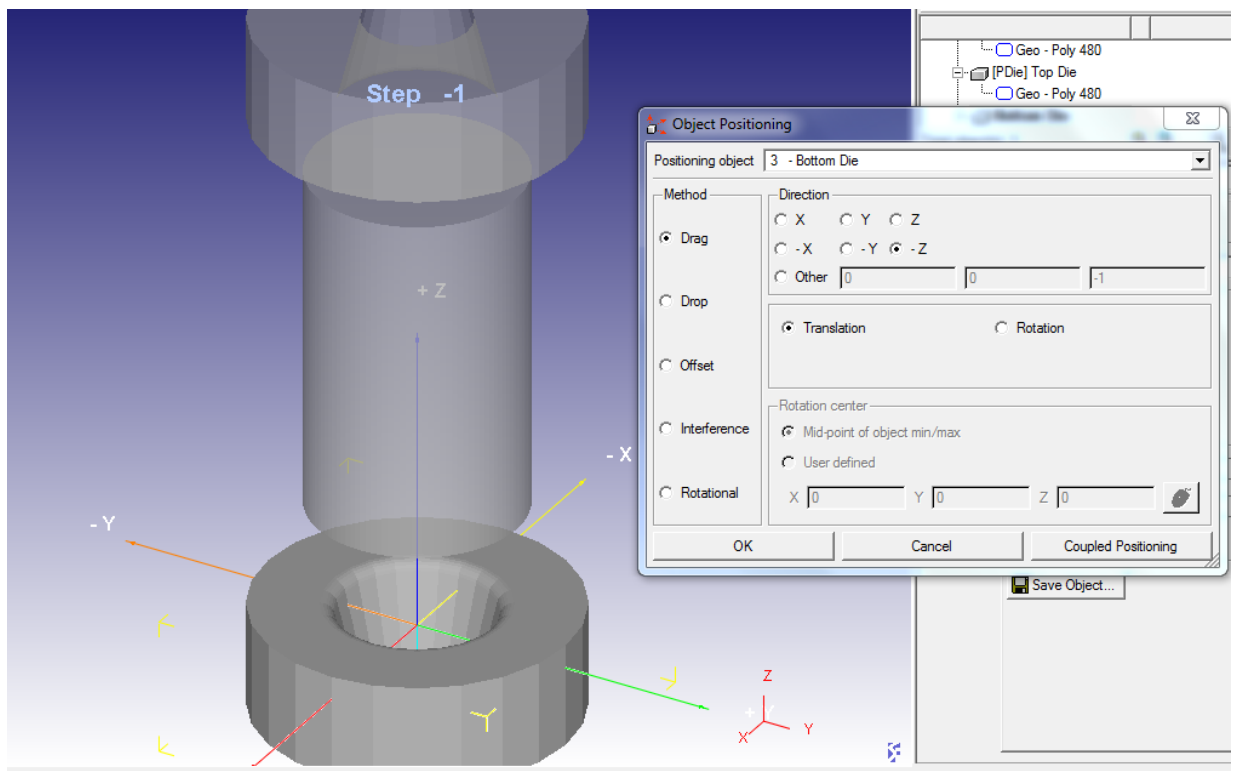 Geo - Poly 480
[PDie] Top Die
Geo - Poly 480
Bottom Die
Step -1
+ Z
- X
- Y
Z
Y
X
Object Positioning
Positioning object 3 - Bottom Die
Method
Drag
Drop
Offset
Interference
Rotational
Direction
X Y Z
-X -Y -Z
Other 0 0 -1
Translation Rotation
Rotation center
Mid-point of object min/max
User defined
X 0 Y 0 Z 0
OK Cancel Coupled Positioning
Save Object...